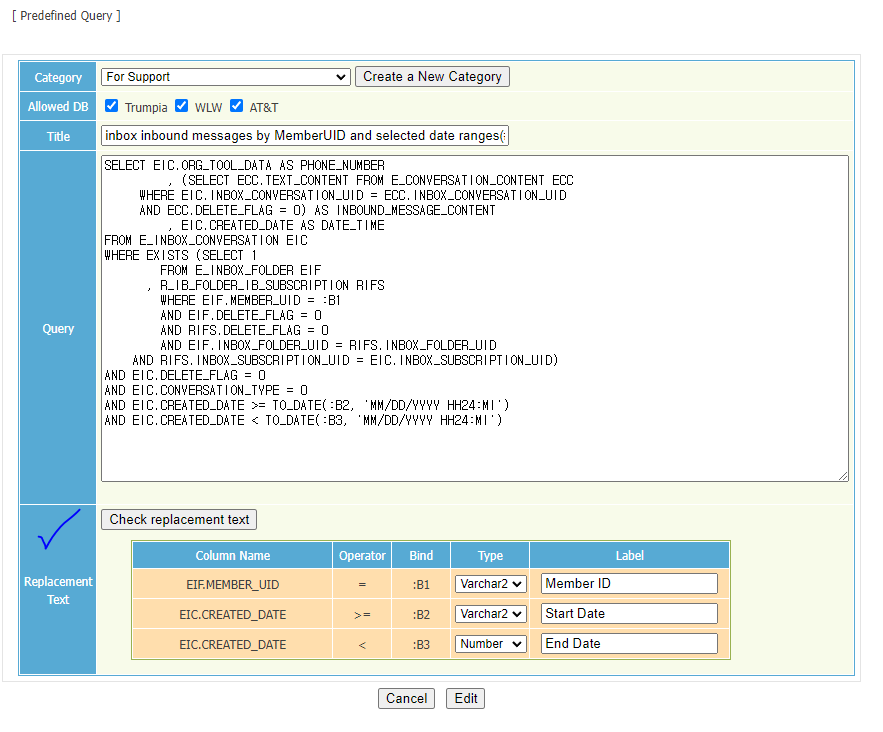 [ Predefined Query ]
Category For Support Create a New Category
Allowed DB Trumpia WLW AT&T
Title inbox inbound messages by MemberUID and selected date ranges(
Query
SELECT EIC.ORG_TOOL_DATA AS PHONE_NUMBER
, (SELECT ECC.TEXT_CONTENT FROM E_CONVERSATION_CONTENT ECC
WHERE EIC.INBOX_CONVERSATION_UID = ECC.INBOX_CONVERSATION_UID
AND ECC.DELETE_FLAG = 0) AS INBOUND_MESSAGE_CONTENT
, EIC.CREATED_DATE AS DATE_TIME
FROM E_INBOX_CONVERSATION EIC
WHERE EXISTS (SELECT 1
FROM E_INBOX_FOLDER EIF
, R_IB_FOLDER_IB_SUBSCRIPTION RIFS
WHERE EIF.MEMBER_UID = :B1
AND EIF.DELETE_FLAG = 0
AND RIFS.DELETE_FLAG = 0
AND EIF.INBOX_FOLDER_UID = RIFS.INBOX_FOLDER_UID
AND RIFS.INBOX_SUBSCRIPTION_UID = EIC.INBOX_SUBSCRIPTION_UID)
AND EIC.DELETE_FLAG = 0
AND EIC.CONVERSATION_TYPE = 0
AND EIC.CREATED_DATE >= TO_DATE(:B2, 'MM/DD/YYYY HH24:MI')
AND EIC.CREATED_DATE < TO_DATE(:B3, 'MM/DD/YYYY HH24:MI')
Replacement
Text
Check replacement text
Column Name Operator Bind Type Label
EIF.MEMBER_UID = :B1 Varchar2 Member ID
EIC.CREATED_DATE >= :B2 Varchar2 Start Date
EIC.CREATED_DATE < :B3 Number End Date
Cancel Edit